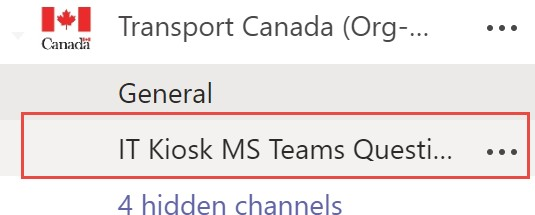 Transport Canada (Org-...
Canada
General
IT Kiosk MS Teams Questi...
4 hidden channels